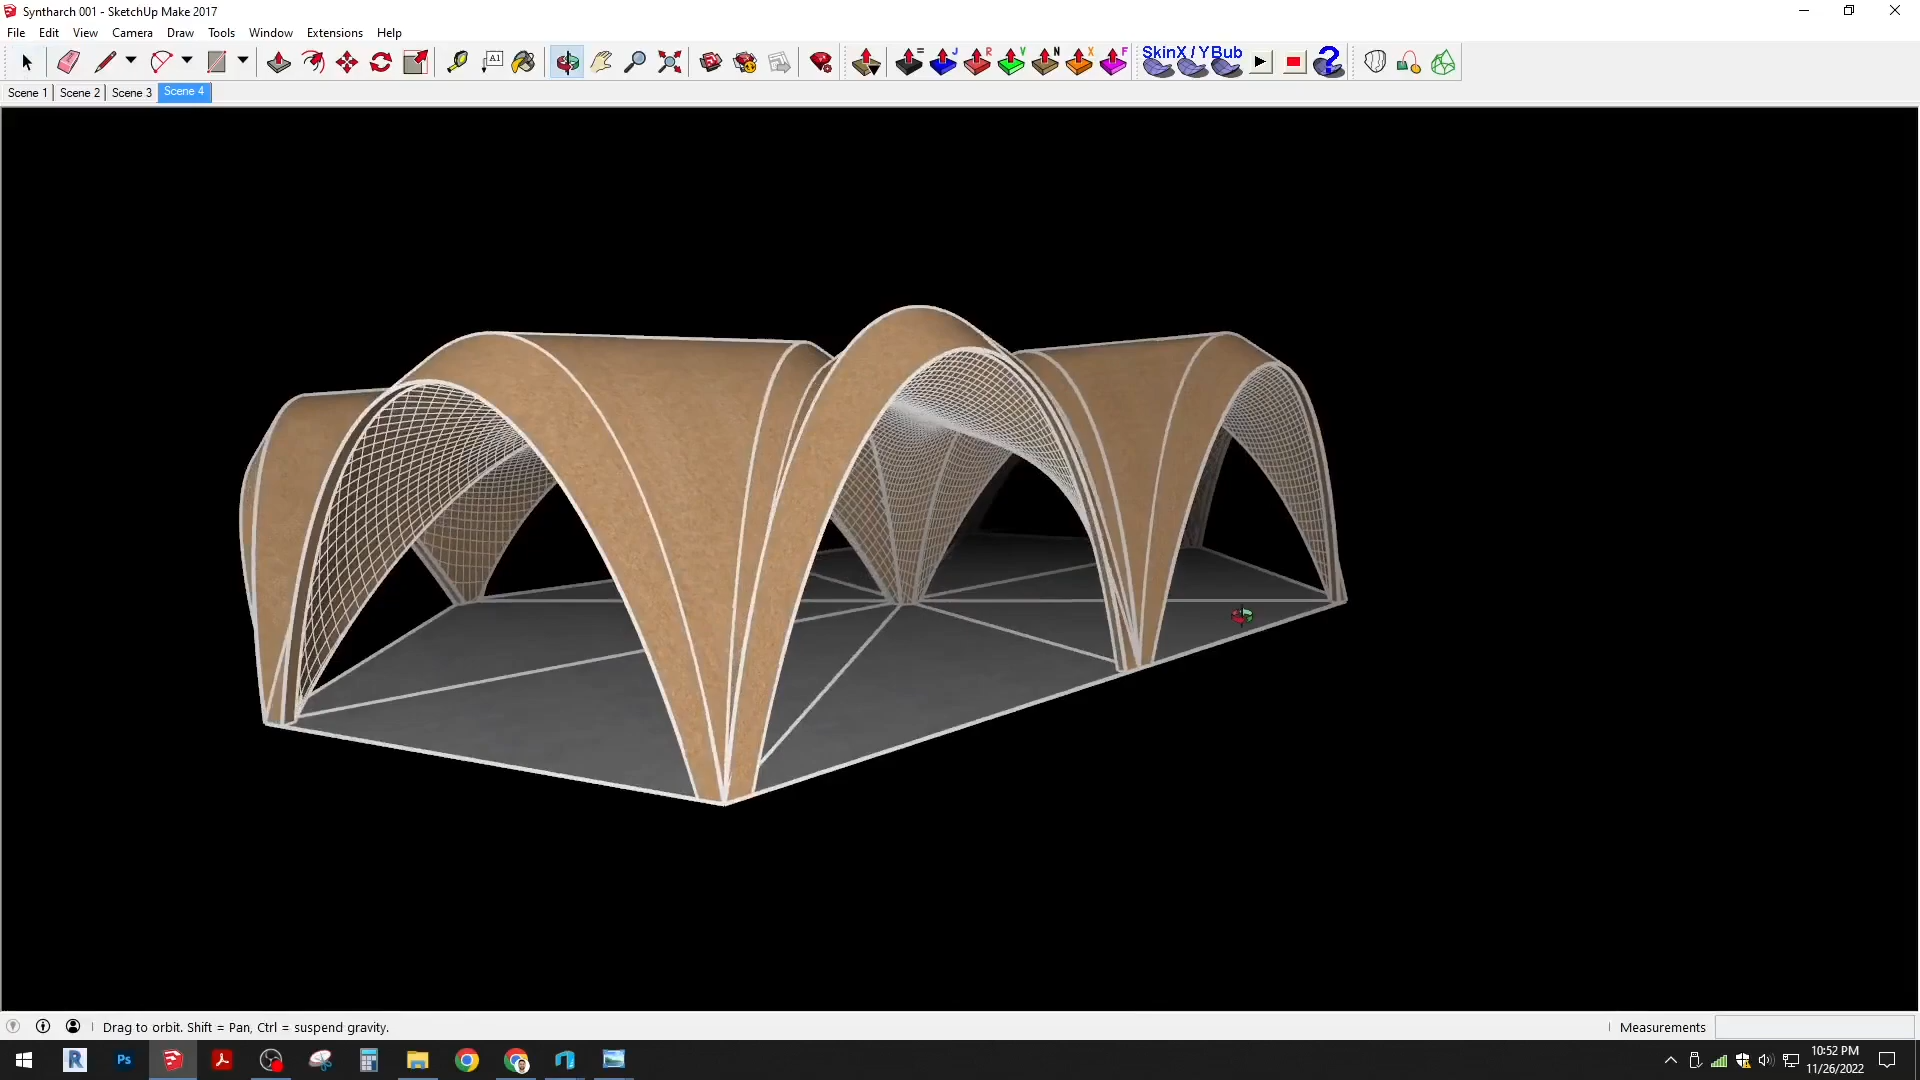 Syntharch 001 - SketchUp Make 2017
File Edit View Camera Draw Tools Window Extensions Help
A1 = J R V N X F SkinX / YBub ?
Scene 1 Scene 2 Scene 3 Scene 4
Drag to orbit. Shift = Pan, Ctrl = suspend gravity.
Measurements
R Ps
10:52 PM
11/26/2022